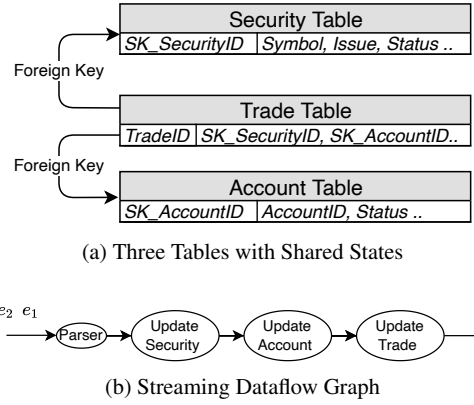 Security Table
SK_SecurityID Symbol, Issue, Status ..
Foreign Key
Trade Table
TradeID SK_SecurityID, SK_AccountID..
Foreign Key
Account Table
SK_AccountID AccountID, Status ..
(a) Three Tables with Shared States
e₂ e₁
Parser
Update
Security
Update
Account
Update
Trade
(b) Streaming Dataflow Graph